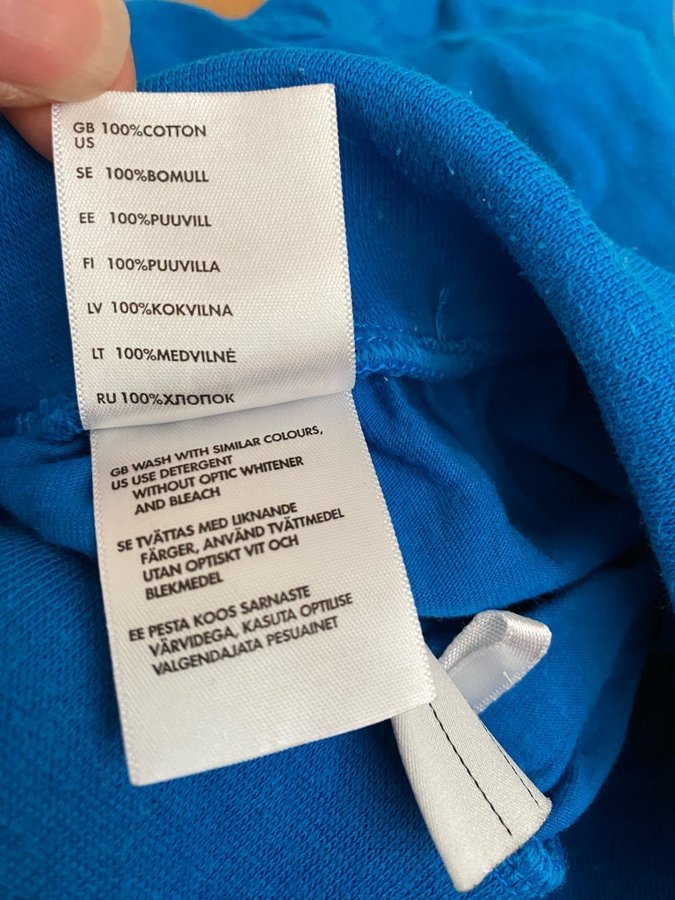 GB 100%COTTON
US
SE 100%BOMULL
EE 100%PUUVILL
FI 100%PUUVILLA
LV 100%KOKVILNA
LT 100%MEDVILNĖ
RU 100%ХЛОПОК
GB WASH WITH SIMILAR COLOURS,
US USE DETERGENT
WITHOUT OPTIC WHITENER
AND BLEACH
SE TVÄTTAS MED LIKNANDE
FÄRGER, ANVÄND TVÄTTMEDEL
UTAN OPTISKT VIT OCH
BLEKMEDEL
EE PESTA KOOS SARNASTE
VÄRVIDEGA, KASUTA OPTILISE
VALGENDAJATA PESUAINET